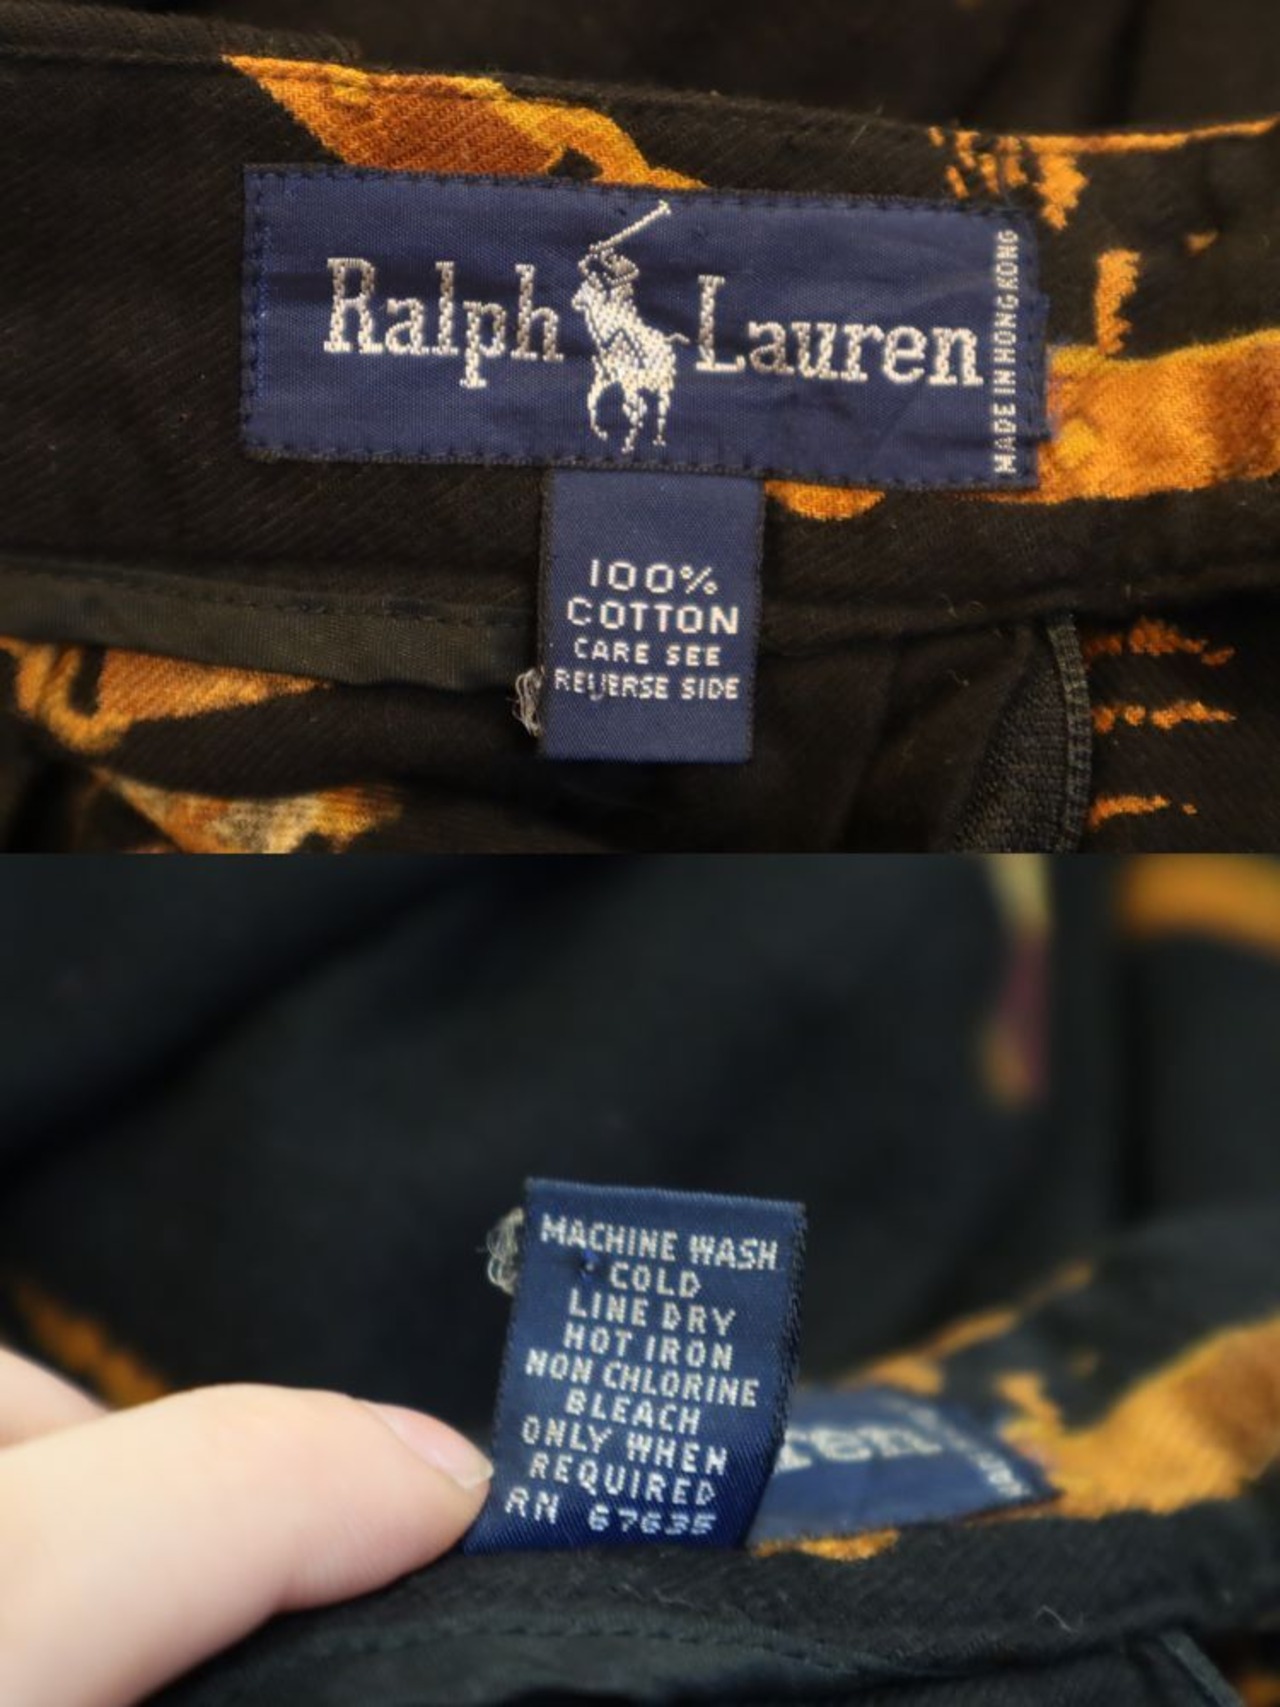 Ralph Lauren
MADE IN HONG KONG
100%
COTTON
CARE SEE
REVERSE SIDE
MACHINE WASH
COLD
LINE DRY
HOT IRON
NON CHLORINE
BLEACH
ONLY WHEN
REQUIRED
RN 67635
ren